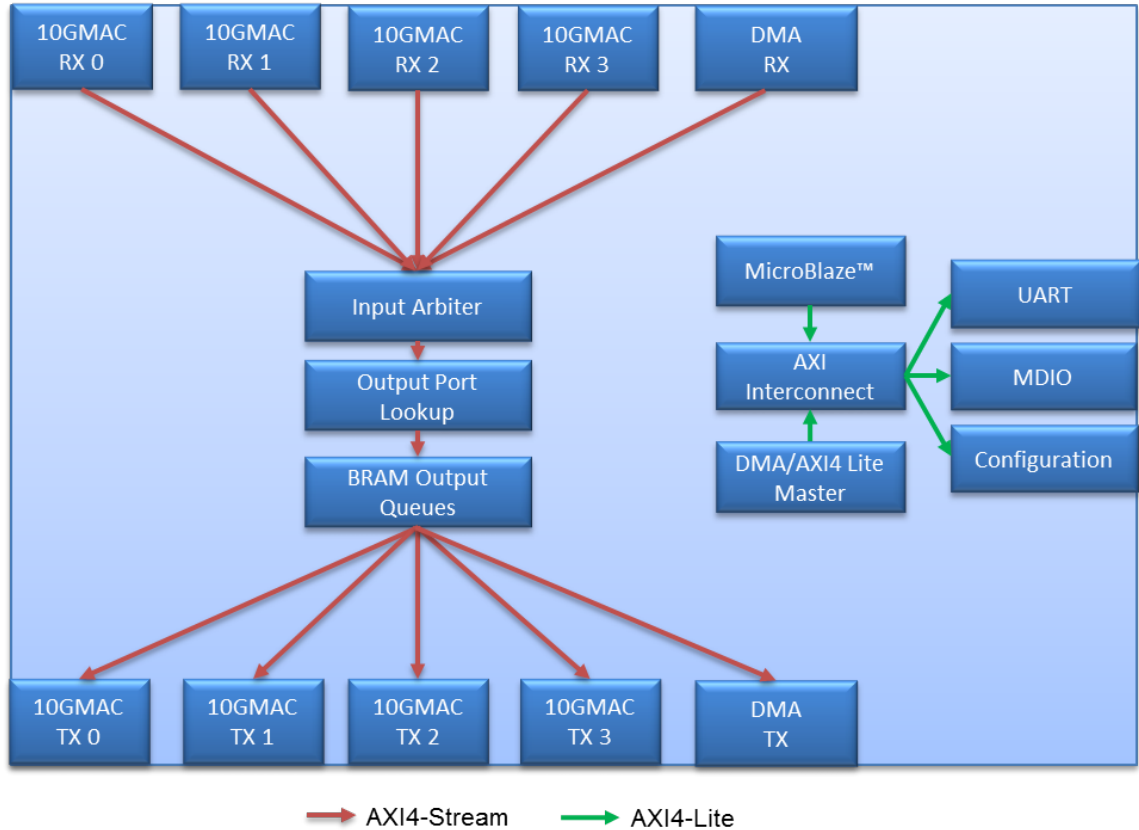 10GMAC
RX 0
10GMAC
RX 1
10GMAC
RX 2
10GMAC
RX 3
DMA
RX
Input Arbiter
Output Port
Lookup
BRAM Output
Queues
MicroBlaze™
AXI
Interconnect
DMA/AXI4 Lite
Master
UART
MDIO
Configuration
10GMAC
TX 0
10GMAC
TX 1
10GMAC
TX 2
10GMAC
TX 3
DMA
TX
AXI4-Stream
AXI4-Lite